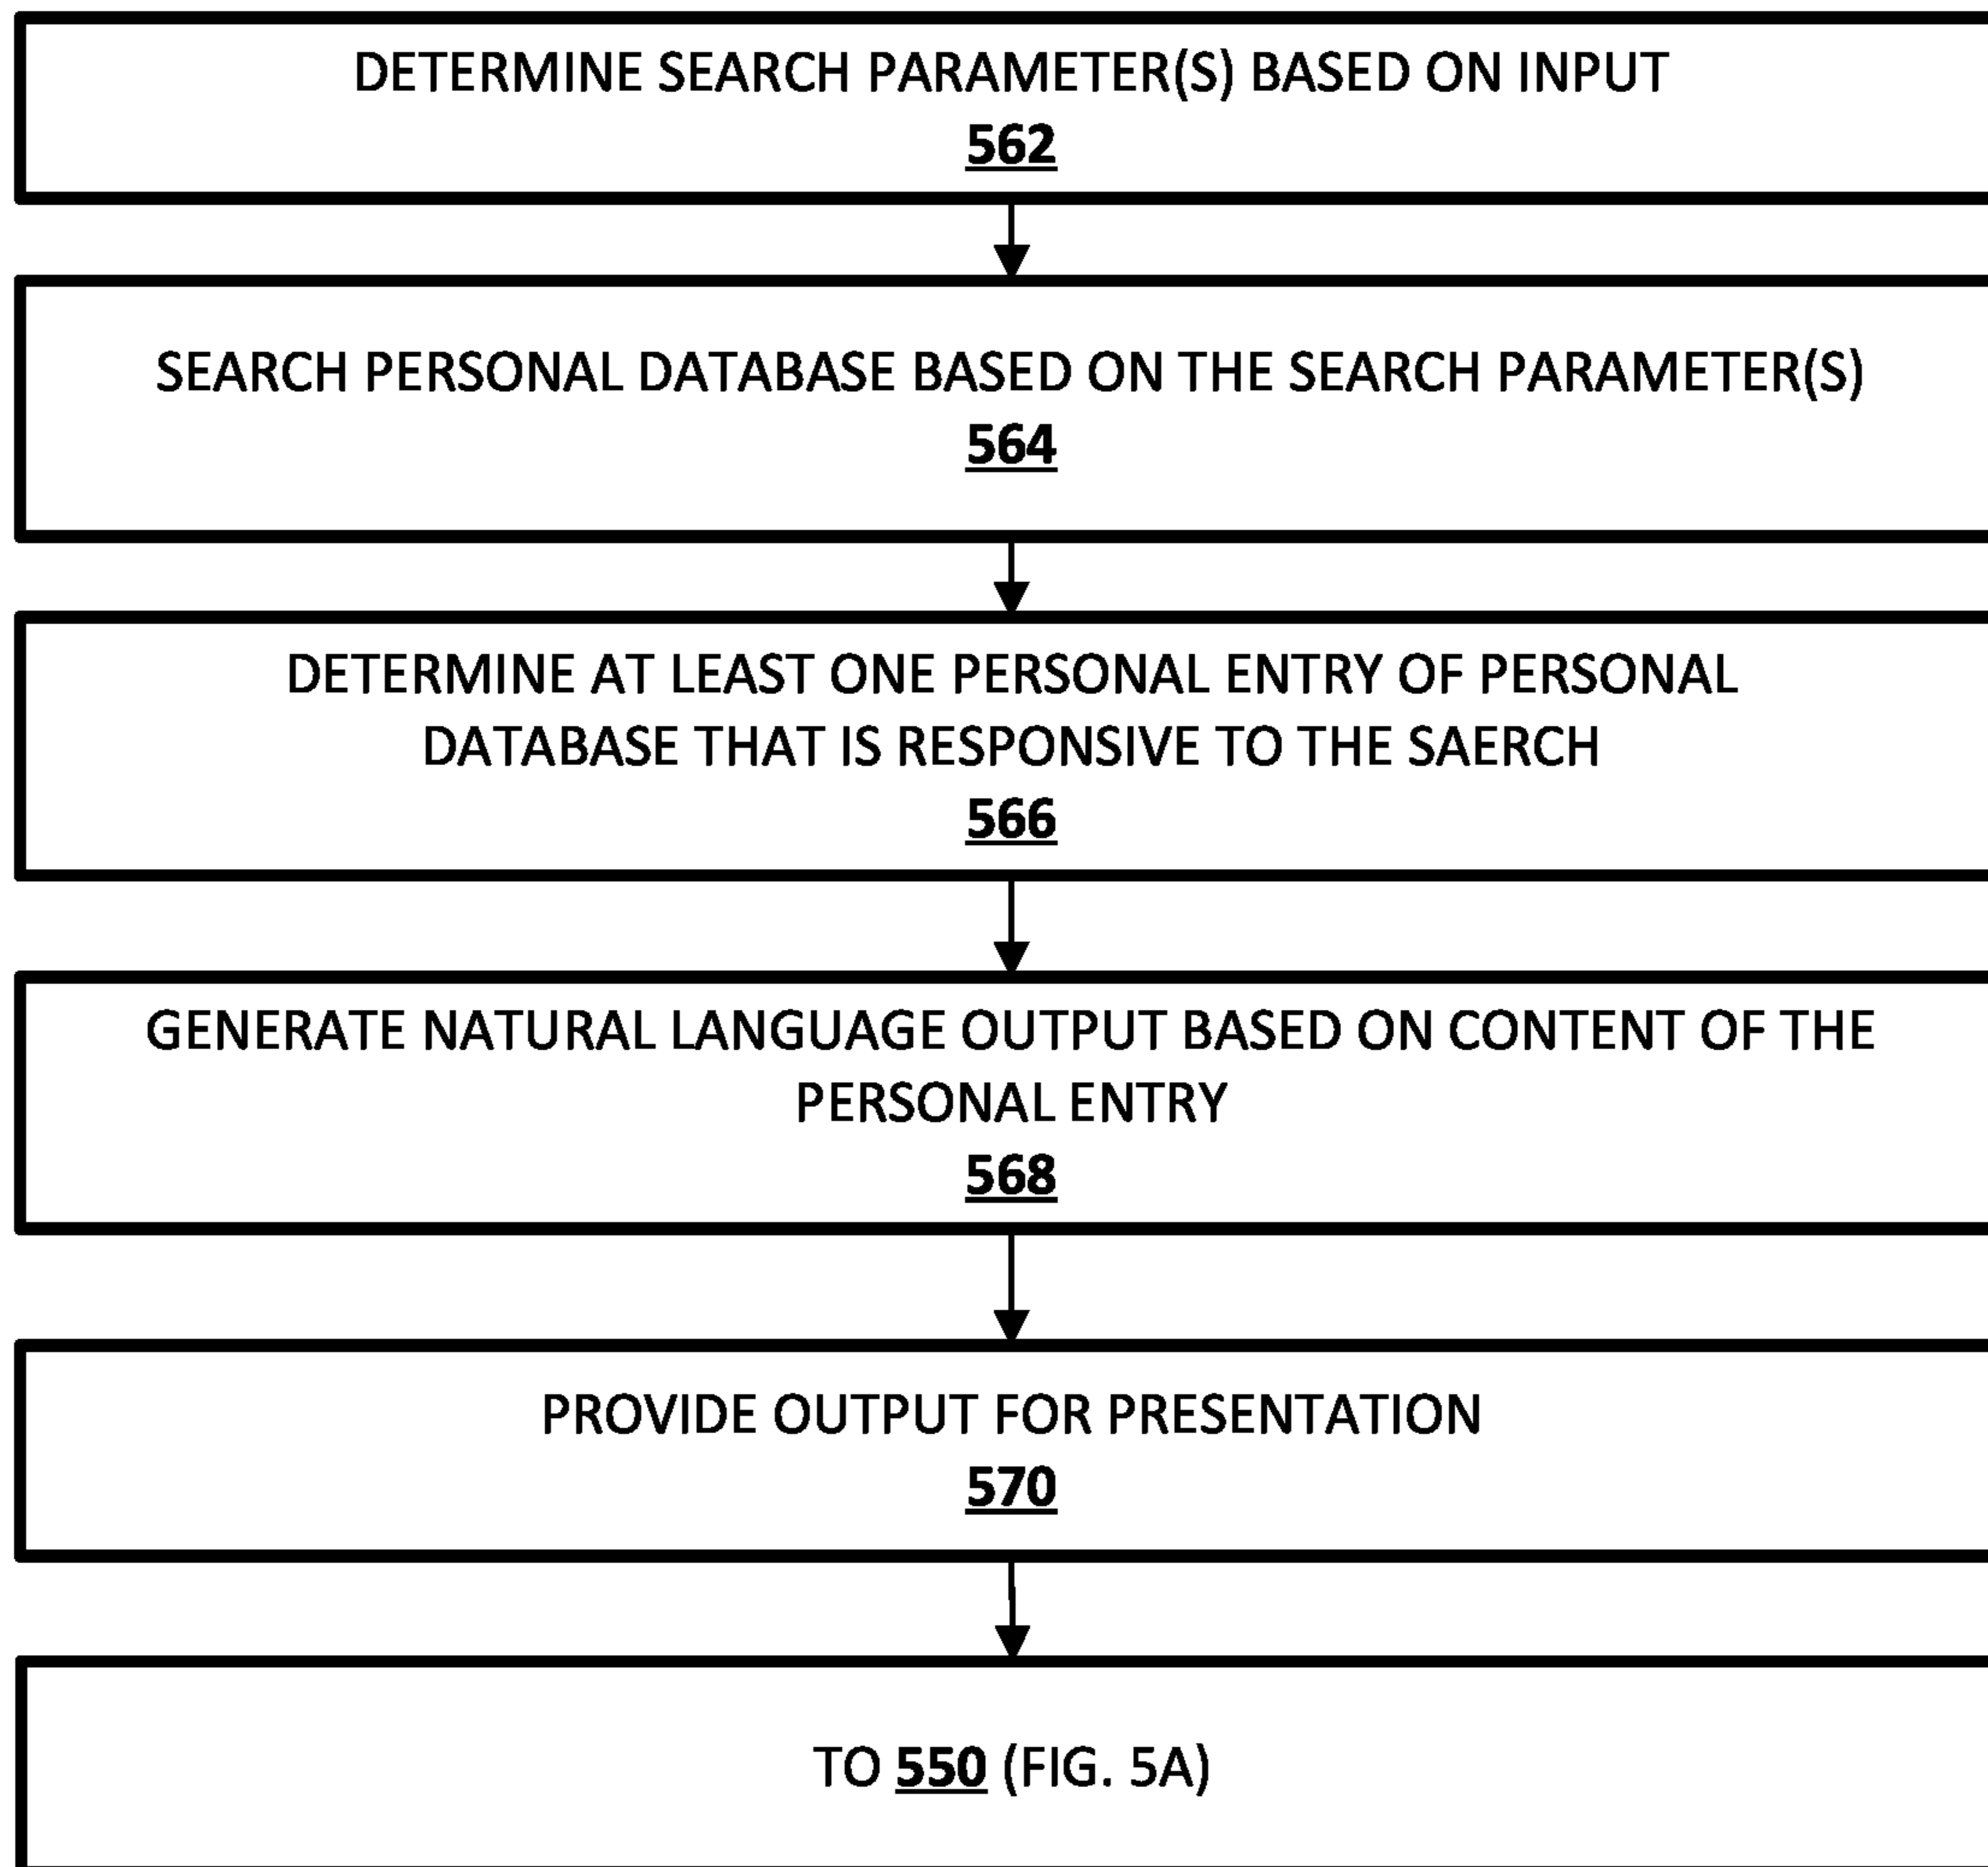 DETERMINE SEARCH PARAMETER(S) BASED ON INPUT
562
SEARCH PERSONAL DATABASE BASED ON THE SEARCH PARAMETER(S)
564
DETERMINE AT LEAST ONE PERSONAL ENTRY OF PERSONAL
DATABASE THAT IS RESPONSIVE TO THE SAERCH
566
GENERATE NATURAL LANGUAGE OUTPUT BASED ON CONTENT OF THE
PERSONAL ENTRY
568
PROVIDE OUTPUT FOR PRESENTATION
570
TO 550 (FIG. 5A)